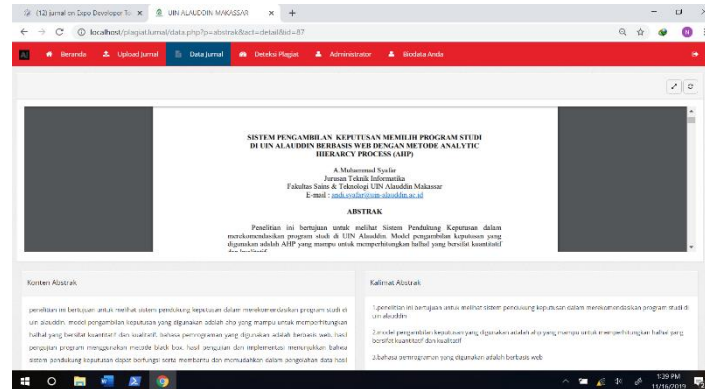 (12) jurnal on Expo Developer To
UIN ALAUDDIN MAKASSAR
localhost/plagiatJurnal/data.php?p=abstrak&act=detail&id=87
Beranda
Upload Jurnal
Data Jurnal
Deteksi Plagiat
Administrator
Biodata Anda
SISTEM PENGAMBILAN KEPUTUSAN MEMILIH PROGRAM STUDI
DI UIN ALAUDDIN BERBASIS WEB DENGAN METODE ANALYTIC
HIERARCY PROCESS (AHP)
A.Muhammad Syafar
Jurusan Teknik Informatika
Fakultas Sains & Teknologi UIN Alauddin Makassar
E-mail : andi.syafar@uin-alauddin.ac.id
ABSTRAK
Penelitian ini bertujuan untuk melihat Sistem Pendukung Keputusan dalam
merekomendasikan program studi di UIN Alauddin. Model pengambilan keputusan yang
digunakan adalah AHP yang mampu untuk memperhitungkan halhal yang bersifat kuantitatif
dan kualitatif
Konten Abstrak
penelitian ini bertujuan untuk melihat sistem pendukung keputusan dalam merekomendasikan program studi di
uin alauddin. model pengambilan keputusan yang digunakan adalah ahp yang mampu untuk memperhitungkan
halhal yang bersifat kuantitatif dan kualitatif. bahasa pemrograman yang digunakan adalah berbasis web. hasil
pengujian program menggunakan metode black box. hasil pengujian dan implementasi menunjukkan bahwa
sistem pendukung keputusan dapat berfungsi serta membantu dan memudahkan dalam pengolahan data hasil
Kalimat Abstrak
1.penelitian ini bertujuan untuk melihat sistem pendukung keputusan dalam merekomendasikan program studi di
uin alauddin
2.model pengambilan keputusan yang digunakan adalah ahp yang mampu untuk memperhitungkan halhal yang
bersifat kuantitatif dan kualitatif
3.bahasa pemrograman yang digunakan adalah berbasis web
1:39 PM
11/16/2019